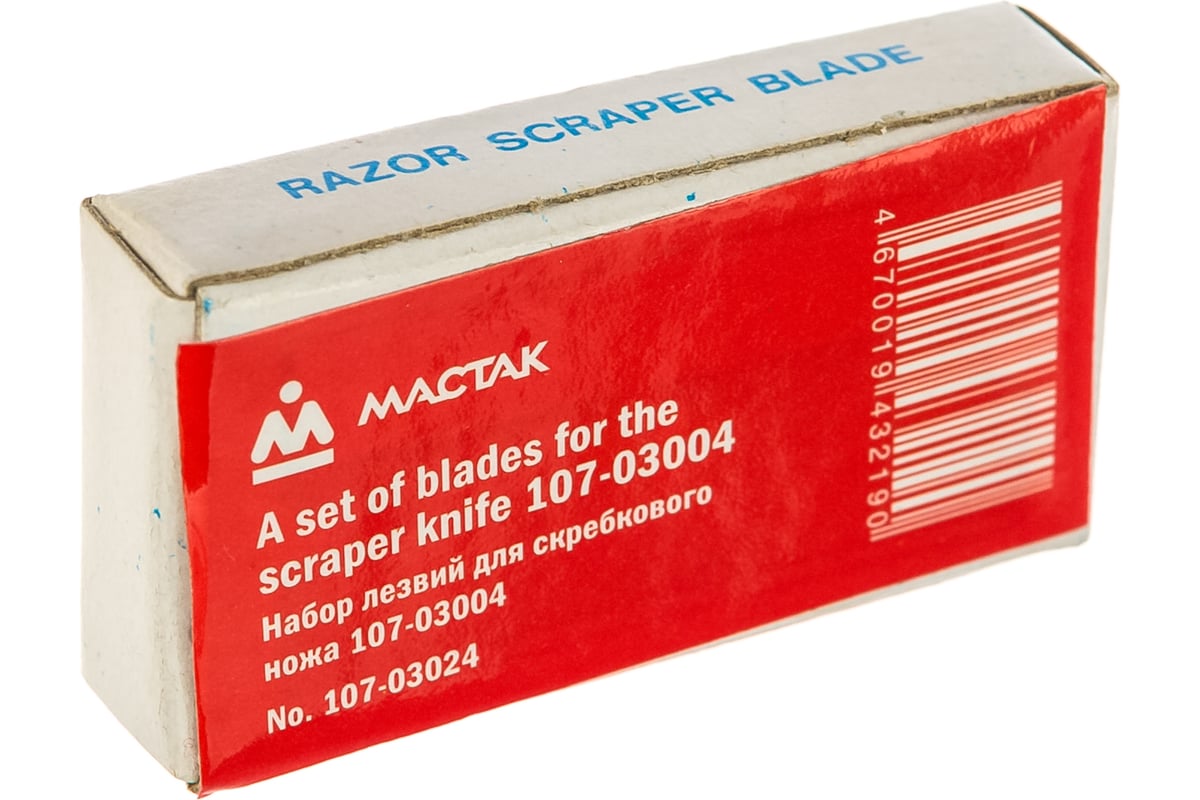 RAZOR SCRAPER BLADE
МАСТАК
A set of blades for the
scraper knife 107-03004
Набор лезвий для скребкового
ножа 107-03004
No. 107-03024
4 670019 432190